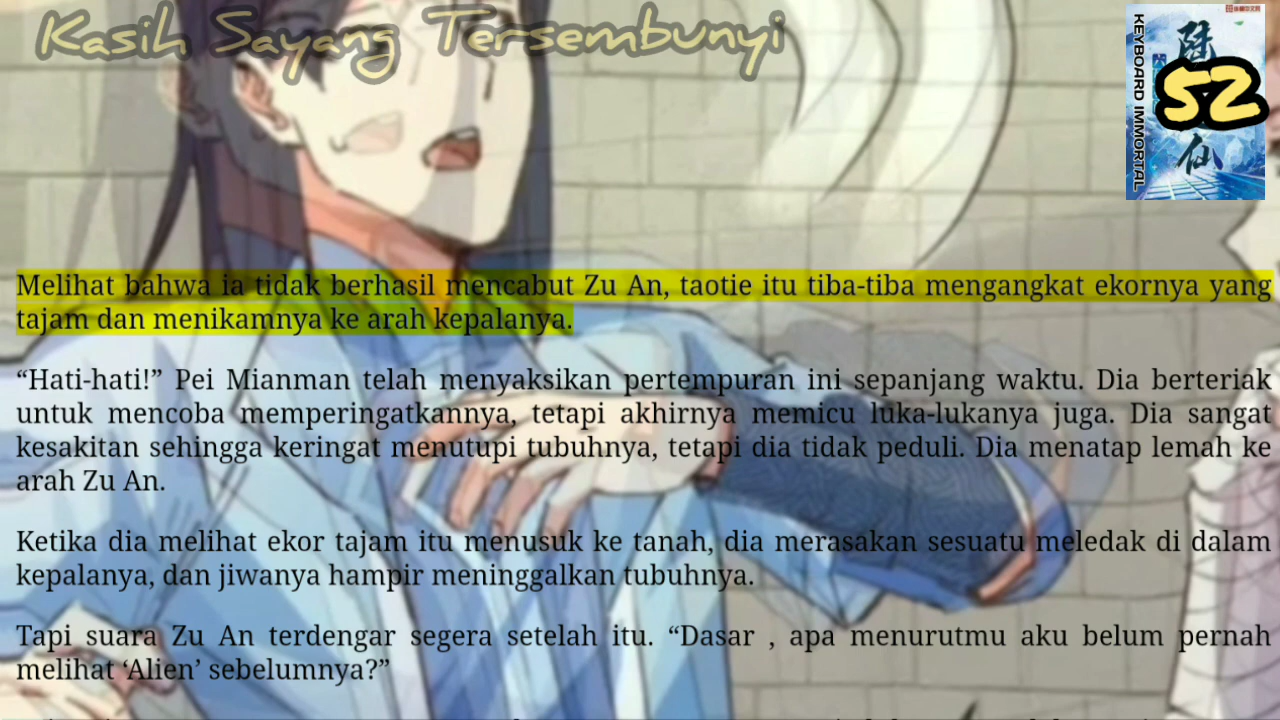 Kasih Sayang Tersembunyi
陆
仙
KEYBOARD IMMORTAL
52
Melihat bahwa ia tidak berhasil mencabut Zu An, taotie itu tiba-tiba mengangkat ekornya yang
tajam dan menikamnya ke arah kepalanya.
“Hati-hati!” Pei Mianman telah menyaksikan pertempuran ini sepanjang waktu. Dia berteriak
untuk mencoba memperingatkannya, tetapi akhirnya memicu luka-lukanya juga. Dia sangat
kesakitan sehingga keringat menutupi tubuhnya, tetapi dia tidak peduli. Dia menatap lemah ke
arah Zu An.
Ketika dia melihat ekor tajam itu menusuk ke tanah, dia merasakan sesuatu meledak di dalam
kepalanya, dan jiwanya hampir meninggalkan tubuhnya.
Tapi suara Zu An terdengar segera setelah itu. “Dasar , apa menurutmu aku belum pernah
melihat ‘Alien’ sebelumnya?”